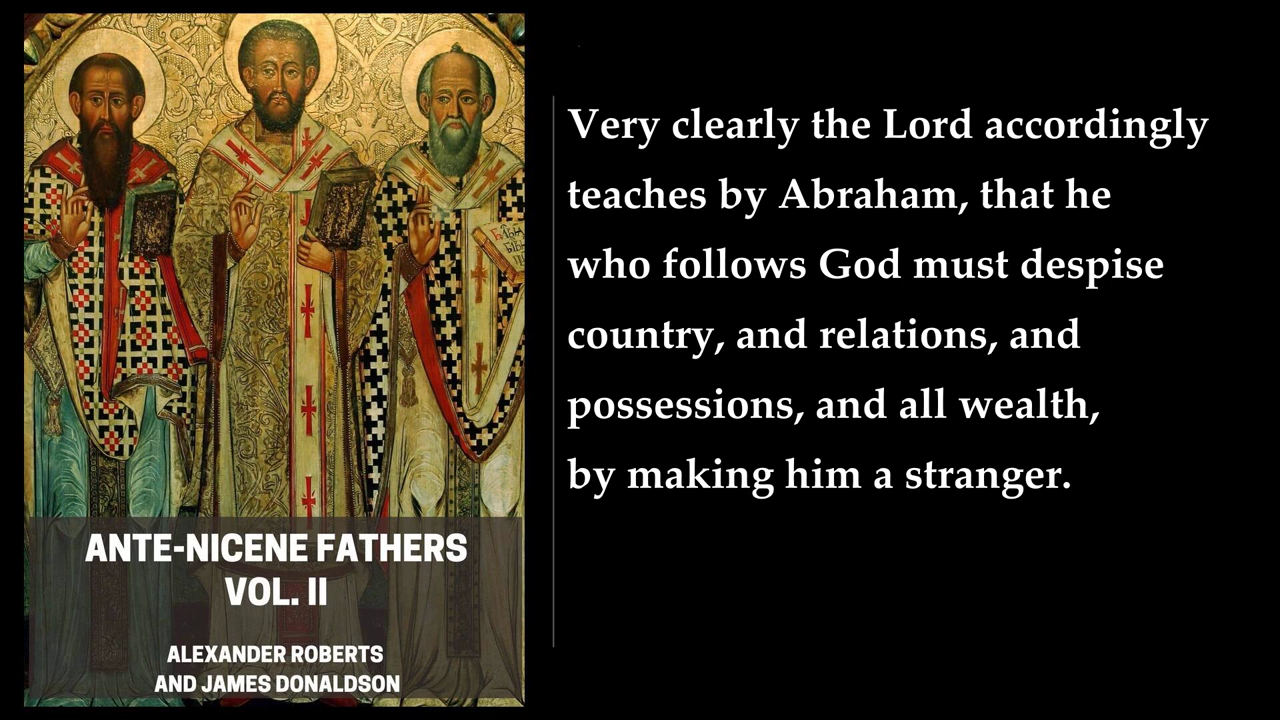 Very clearly the Lord accordingly
teaches by Abraham, that he
who follows God must despise
country, and relations, and
possessions, and all wealth,
by making him a stranger.
ANTE-NICENE FATHERS
VOL. II
ALEXANDER ROBERTS
AND JAMES DONALDSON